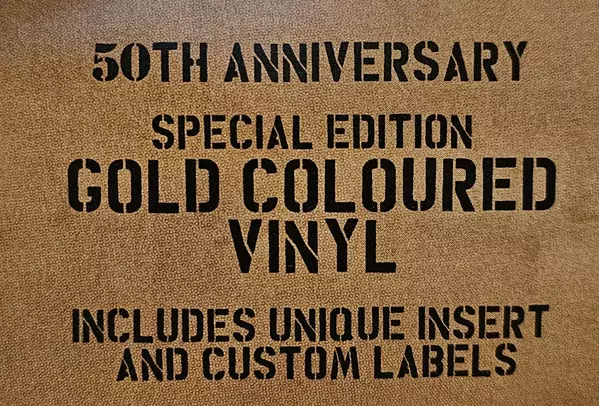 50TH ANNIVERSARY
SPECIAL EDITION
GOLD COLOURED
VINYL
INCLUDES UNIQUE INSERT
AND CUSTOM LABELS